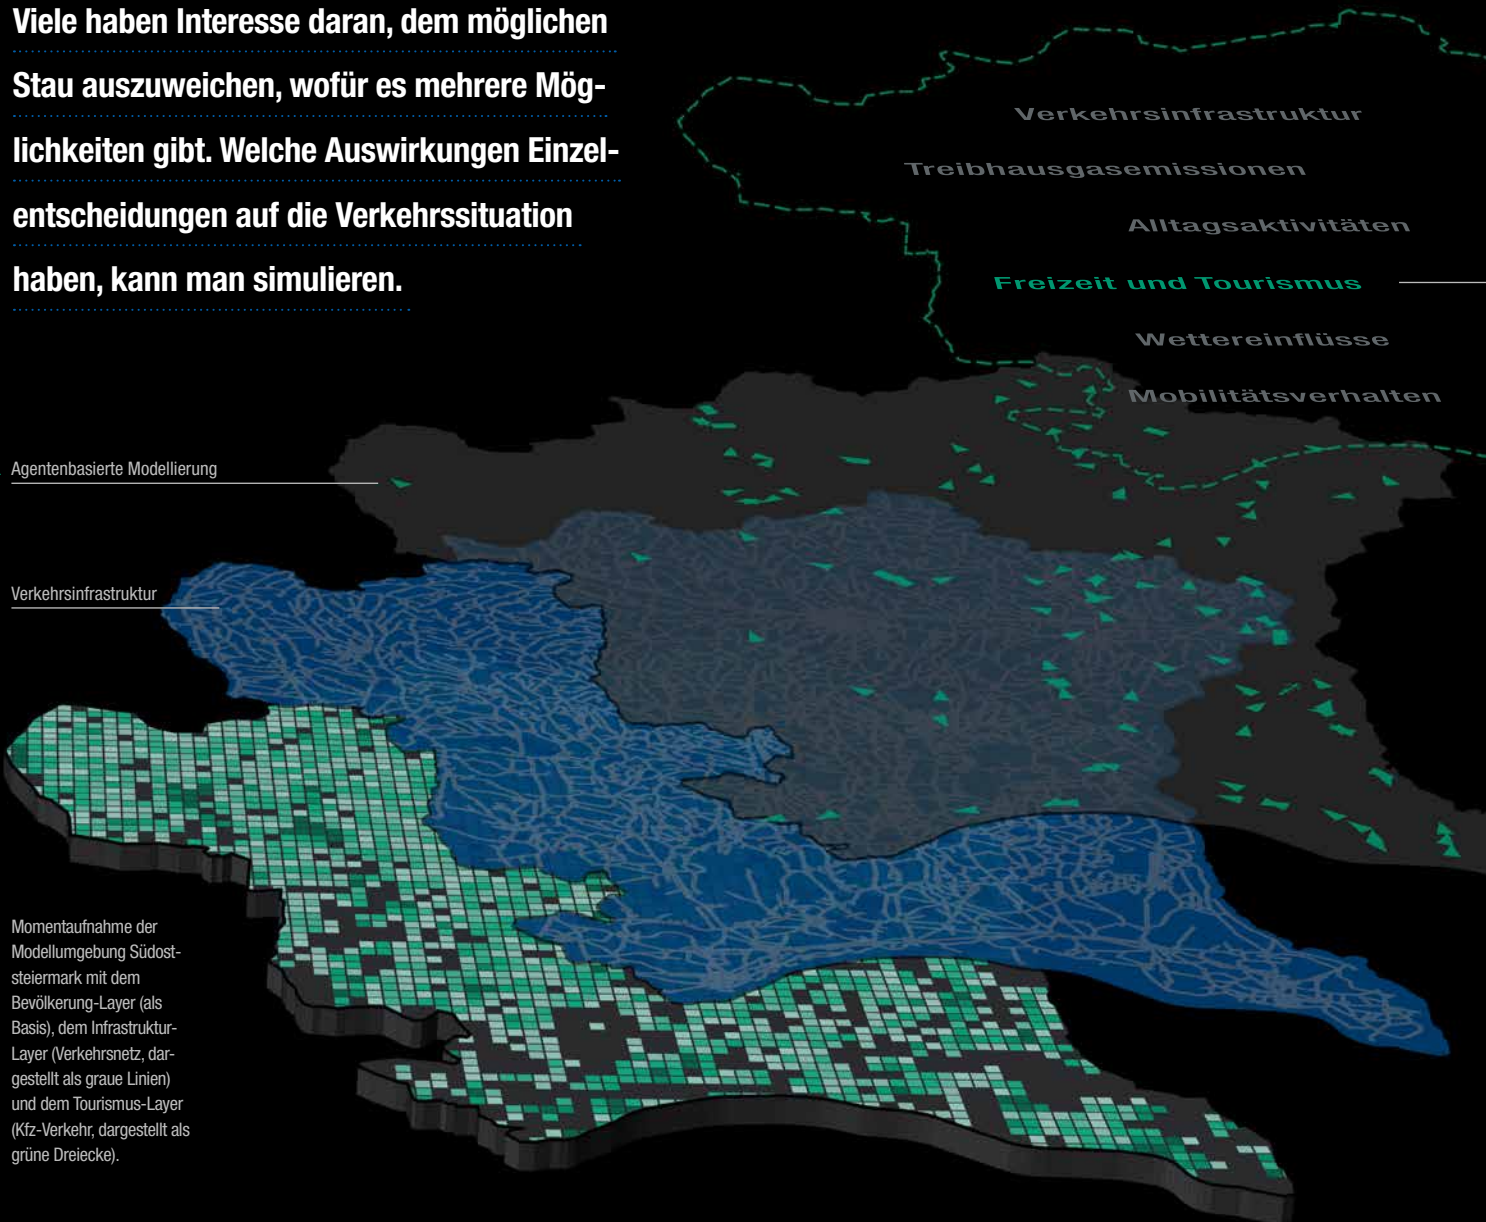 Viele haben Interesse daran, dem möglichen
Stau auszuweichen, wofür es mehrere Mög-
lichkeiten gibt. Welche Auswirkungen Einzel-
entscheidungen auf die Verkehrssituation
haben, kann man simulieren.
Verkehrsinfrastruktur
Treibhausgasemissionen
Alltagsaktivitäten
Freizeit und Tourismus
Wettereinflüsse
Mobilitätsverhalten
Agentenbasierte Modellierung
Verkehrsinfrastruktur
Momentaufnahme der
Modellumgebung Südost-
steiermark mit dem
Bevölkerung-Layer (als
Basis), dem Infrastruktur-
Layer (Verkehrsnetz, dar-
gestellt als graue Linien)
und dem Tourismus-Layer
(Kfz-Verkehr, dargestellt als
grüne Dreiecke).